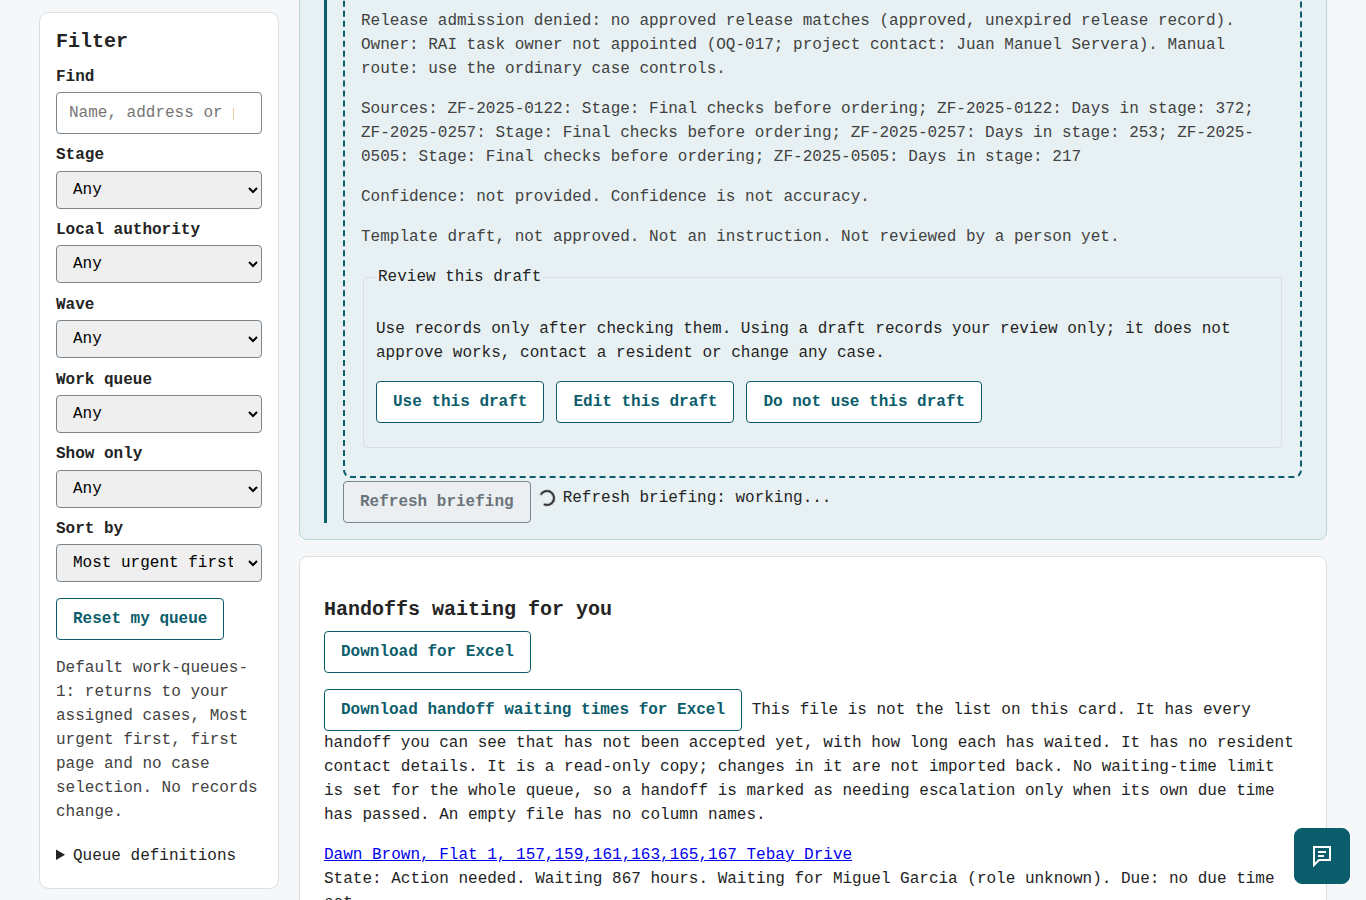 Filter
Find
Name, address or
Stage
Any
Local authority
Any
Wave
Any
Work queue
Any
Show only
Any
Sort by
Most urgent first
Reset my queue
Default work-queues-
1: returns to your
assigned cases, Most
urgent first, first
page and no case
selection. No records
change.
Queue definitions
Release admission denied: no approved release matches (approved, unexpired release record).
Owner: RAI task owner not appointed (OQ-017; project contact: Juan Manuel Servera). Manual
route: use the ordinary case controls.
Sources: ZF-2025-0122: Stage: Final checks before ordering; ZF-2025-0122: Days in stage: 372;
ZF-2025-0257: Stage: Final checks before ordering; ZF-2025-0257: Days in stage: 253; ZF-2025-
0505: Stage: Final checks before ordering; ZF-2025-0505: Days in stage: 217
Confidence: not provided. Confidence is not accuracy.
Template draft, not approved. Not an instruction. Not reviewed by a person yet.
Review this draft
Use records only after checking them. Using a draft records your review only; it does not
approve works, contact a resident or change any case.
Use this draft
Edit this draft
Do not use this draft
Refresh briefing
Refresh briefing: working...
Handoffs waiting for you
Download for Excel
Download handoff waiting times for Excel This file is not the list on this card. It has every
handoff you can see that has not been accepted yet, with how long each has waited. It has no resident
contact details. It is a read-only copy; changes in it are not imported back. No waiting-time limit
is set for the whole queue, so a handoff is marked as needing escalation only when its own due time
has passed. An empty file has no column names.
Dawn Brown, Flat 1, 157,159,161,163,165,167 Tebay Drive
State: Action needed. Waiting 867 hours. Waiting for Miguel Garcia (role unknown). Due: no due time